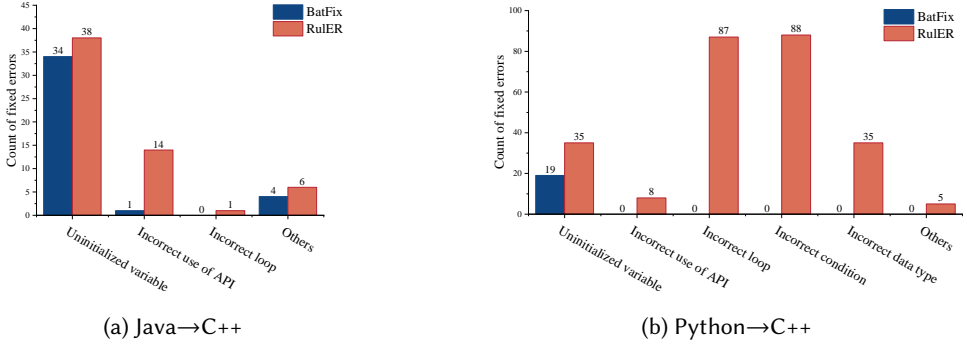 BatFix
RulER
Count of fixed errors
45
40
35
30
25
20
15
10
5
0
34
38
1
14
0
1
4
6
Uninitialized variable
Incorrect use of API
Incorrect loop
Others
(a) Java→C++
BatFix
RulER
Count of fixed errors
100
80
60
40
20
0
19
35
0
8
0
87
0
88
0
35
0
5
Uninitialized variable
Incorrect use of API
Incorrect loop
Incorrect condition
Incorrect data type
Others
(b) Python→C++